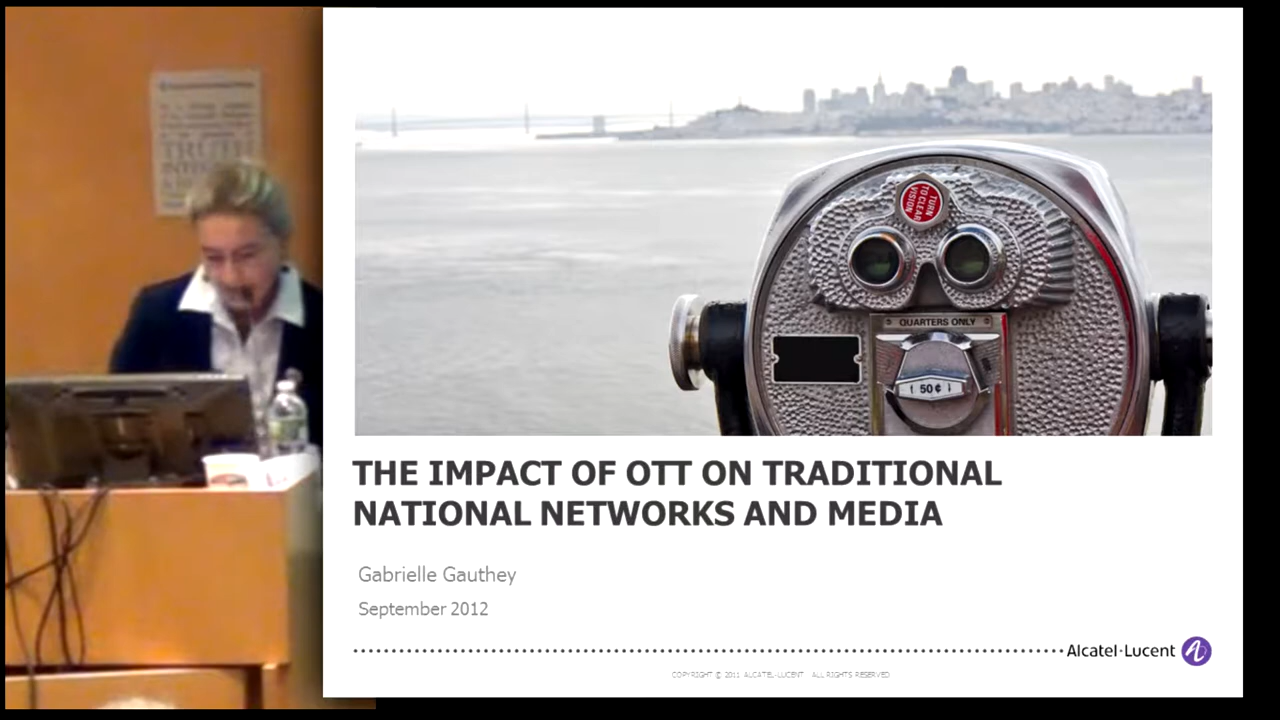 TRUTH
TURN
TO CLEAR
VISION
QUARTERS ONLY
50¢
THE IMPACT OF OTT ON TRADITIONAL
NATIONAL NETWORKS AND MEDIA
Gabrielle Gauthey
September 2012
Alcatel·Lucent
COPYRIGHT © 2011 ALCATEL-LUCENT ALL RIGHTS RESERVED